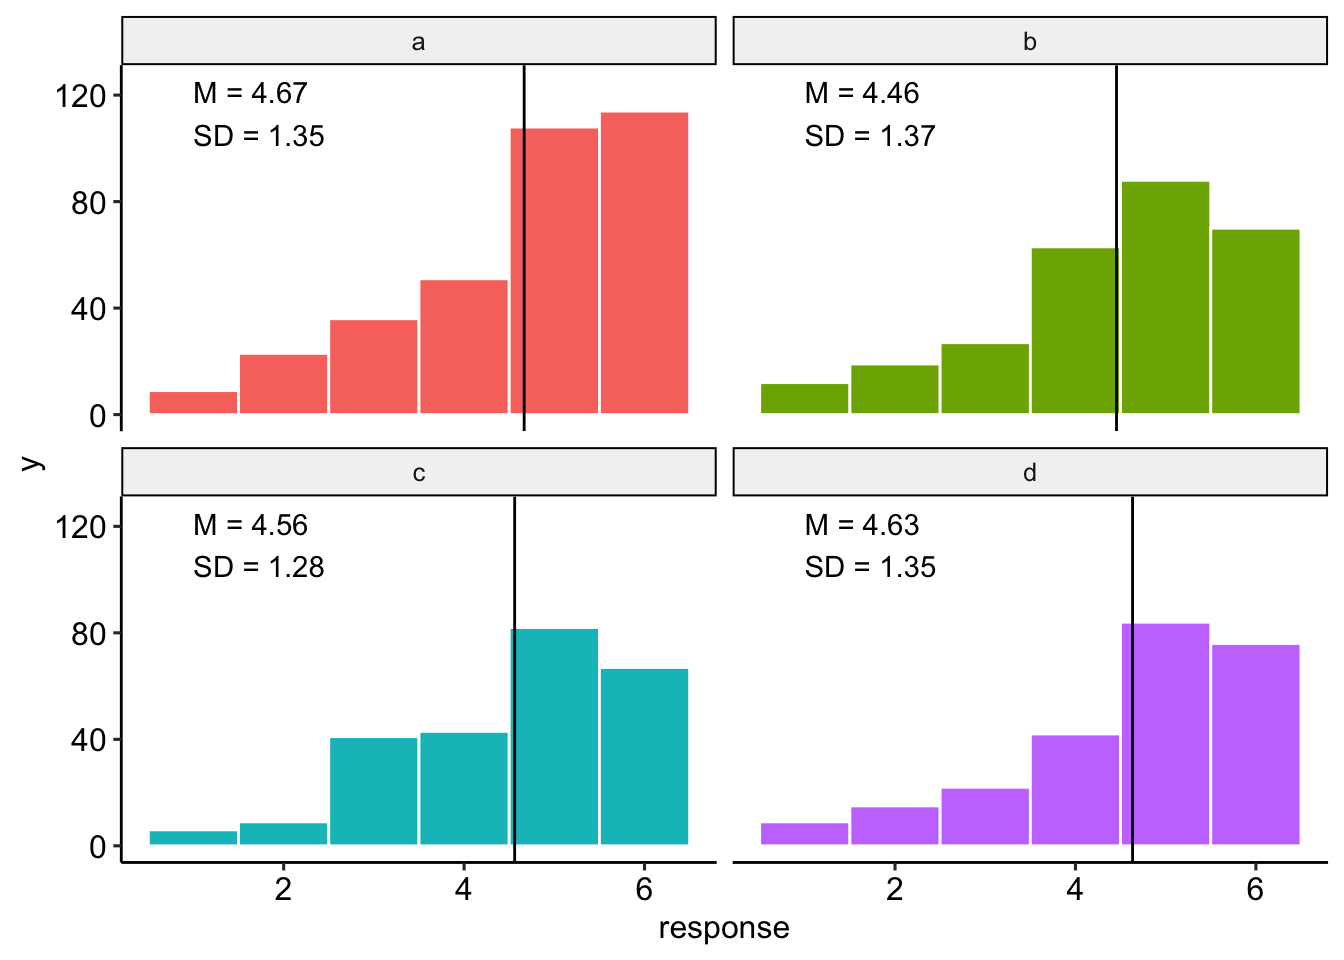 a
b
M = 4.67
SD = 1.35
M = 4.46
SD = 1.37
120
80
40
0
y
c
d
M = 4.56
SD = 1.28
M = 4.63
SD = 1.35
120
80
40
0
2
4
6
2
4
6
response